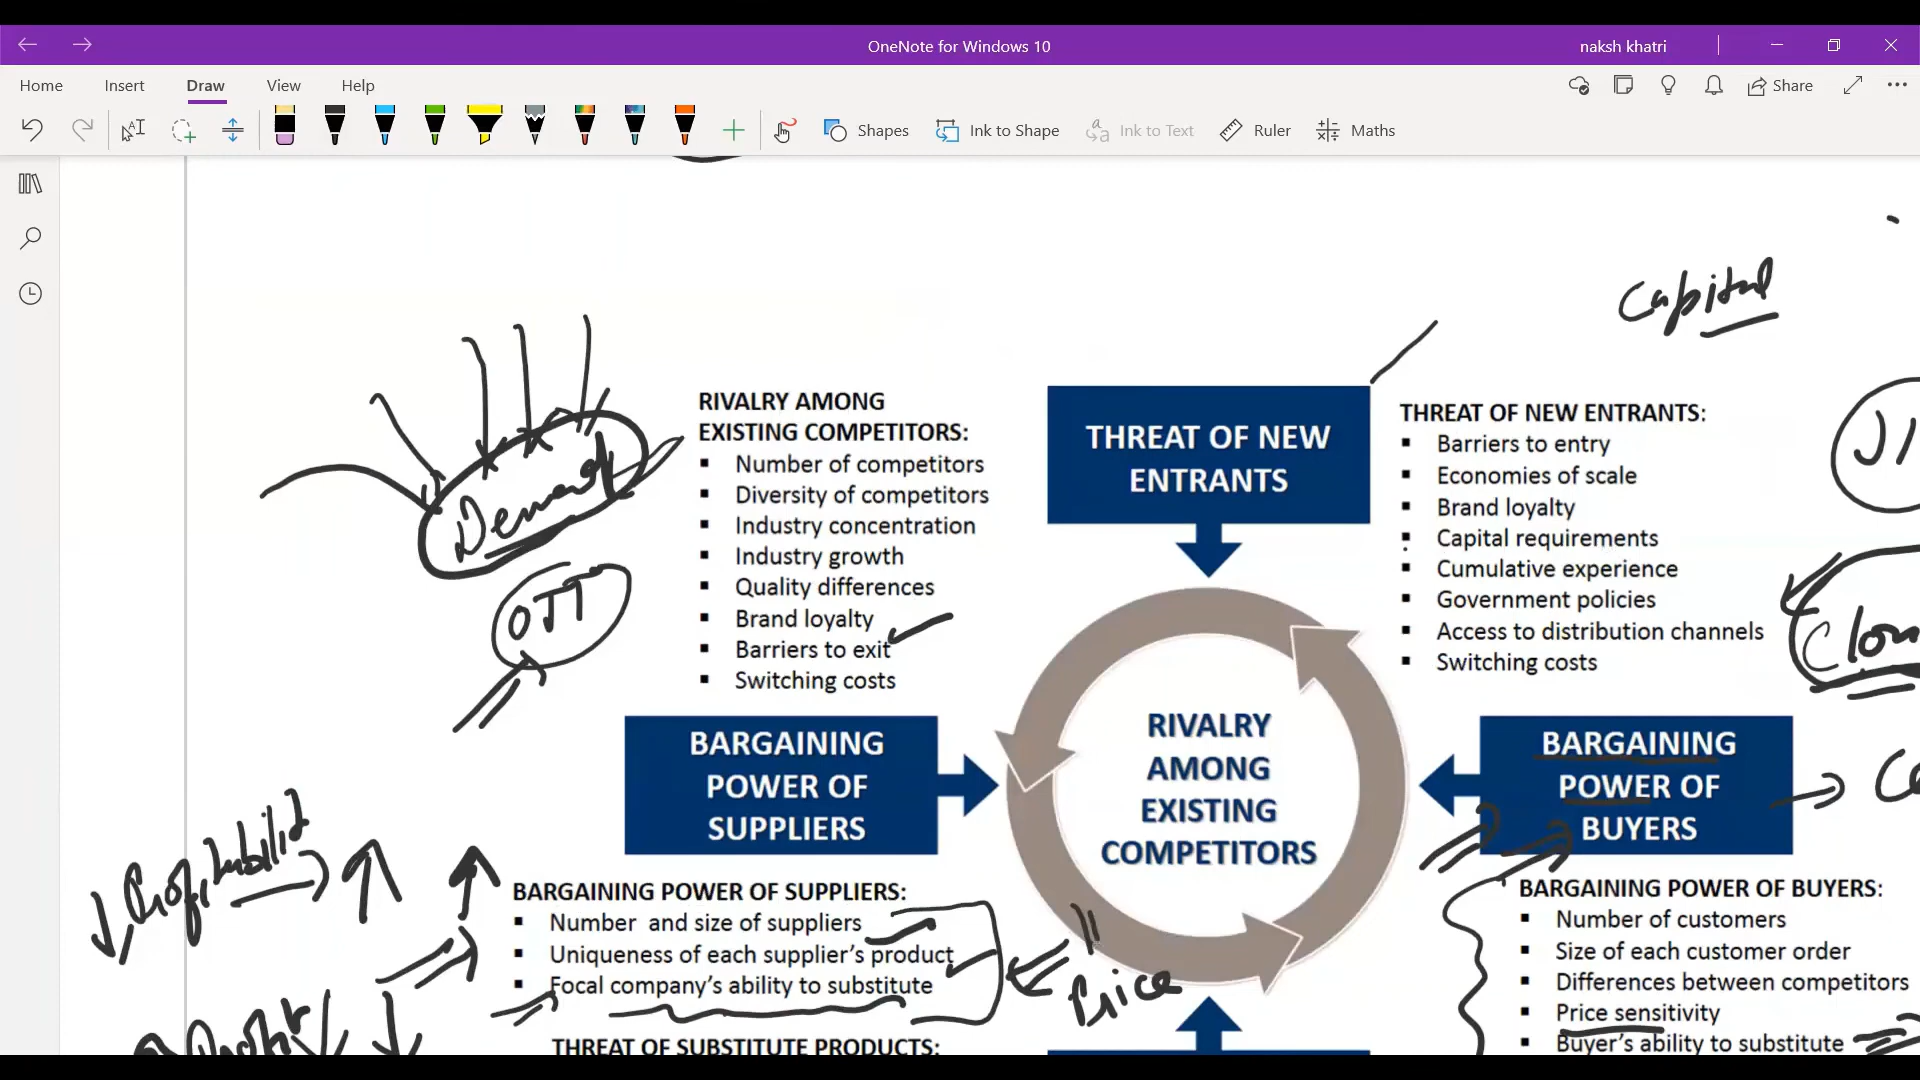 OneNote for Windows 10
naksh khatri
Home Insert Draw View Help
Share
Shapes Ink to Shape Ink to Text Ruler Maths
Capital
Demand
OTT
RIVALRY AMONG
EXISTING COMPETITORS:
Number of competitors
Diversity of competitors
Industry concentration
Industry growth
Quality differences
Brand loyalty
Barriers to exit
Switching costs
THREAT OF NEW
ENTRANTS
THREAT OF NEW ENTRANTS:
Barriers to entry
Economies of scale
Brand loyalty
Capital requirements
Cumulative experience
Government policies
Access to distribution channels
Switching costs
BARGAINING
POWER OF
SUPPLIERS
RIVALRY
AMONG
EXISTING
COMPETITORS
BARGAINING
POWER OF
BUYERS
BARGAINING POWER OF SUPPLIERS:
Number and size of suppliers
Uniqueness of each supplier's product
Focal company's ability to substitute
Price
BARGAINING POWER OF BUYERS:
Number of customers
Size of each customer order
Differences between competitors
Price sensitivity
Buyer's ability to substitute
THREAT OF SUBSTITUTE PRODUCTS: